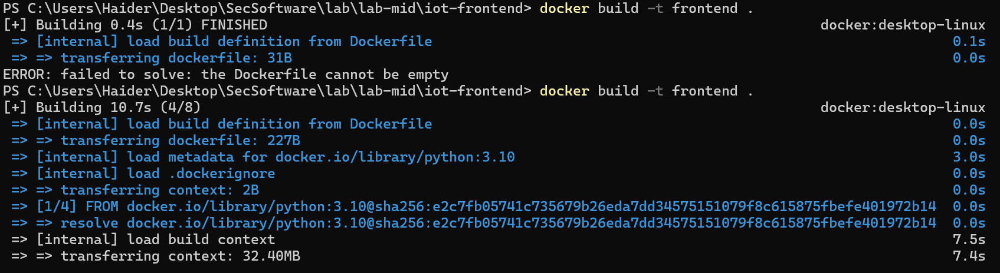 PS C:\Users\Haider\Desktop\SecSoftware\lab\lab-mid\iot-frontend> docker build -t frontend .
[+] Building 0.4s (1/1) FINISHED docker:desktop-linux
=> [internal] load build definition from Dockerfile 0.1s
=> => transferring dockerfile: 31B 0.0s
ERROR: failed to solve: the Dockerfile cannot be empty
PS C:\Users\Haider\Desktop\SecSoftware\lab\lab-mid\iot-frontend> docker build -t frontend .
[+] Building 10.7s (4/8) docker:desktop-linux
=> [internal] load build definition from Dockerfile 0.0s
=> => transferring dockerfile: 227B 0.0s
=> [internal] load metadata for docker.io/library/python:3.10 3.0s
=> [internal] load .dockerignore 0.0s
=> => transferring context: 2B 0.0s
=> [1/4] FROM docker.io/library/python:3.10@sha256:e2c7fb05741c735679b26eda7dd34575151079f8c615875fbefe401972b14 0.0s
=> => resolve docker.io/library/python:3.10@sha256:e2c7fb05741c735679b26eda7dd34575151079f8c615875fbefe401972b14 0.0s
=> [internal] load build context 7.5s
=> => transferring context: 32.40MB 7.4s